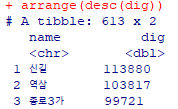 + arrange(desc(dig))
# A tibble: 613 x 2
name dig
<chr> <dbl>
1 신길 113880
2 역삼 103817
3 종로3가 99721